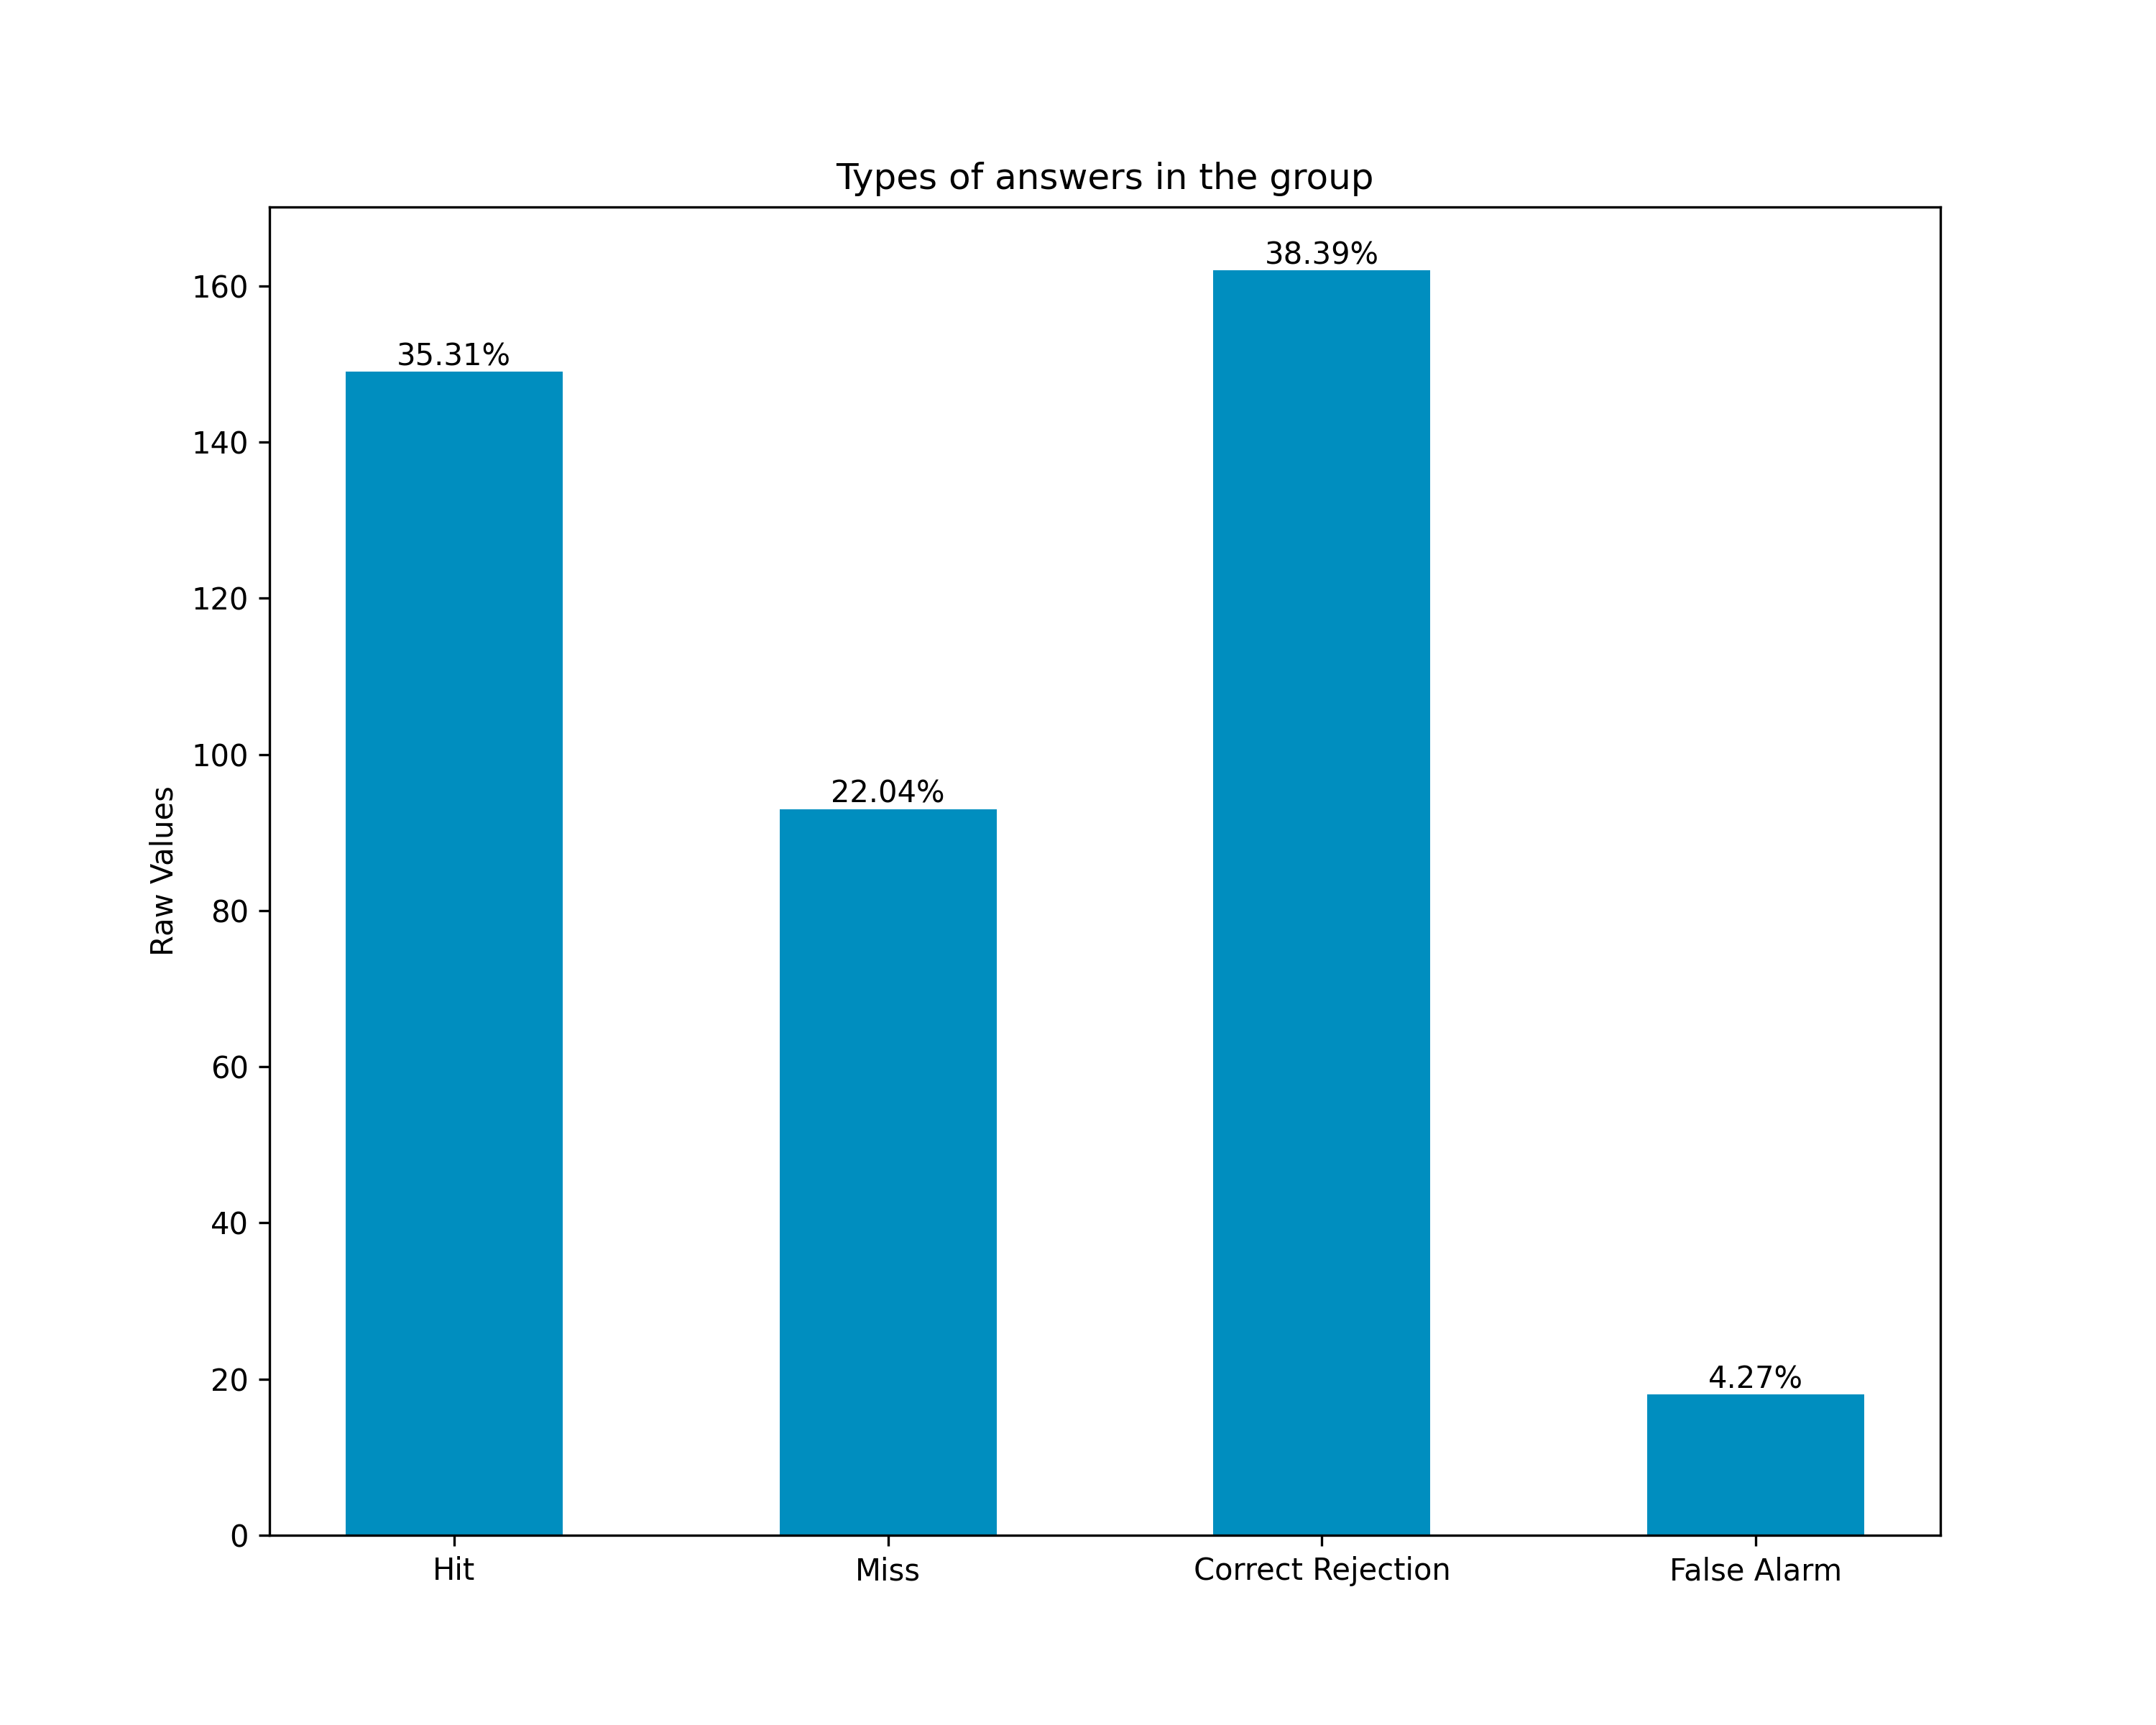 Types of answers in the group
38.39%
35.31%
22.04%
4.27%
Raw Values
160
140
120
100
80
60
40
20
0
Hit
Miss
Correct Rejection
False Alarm